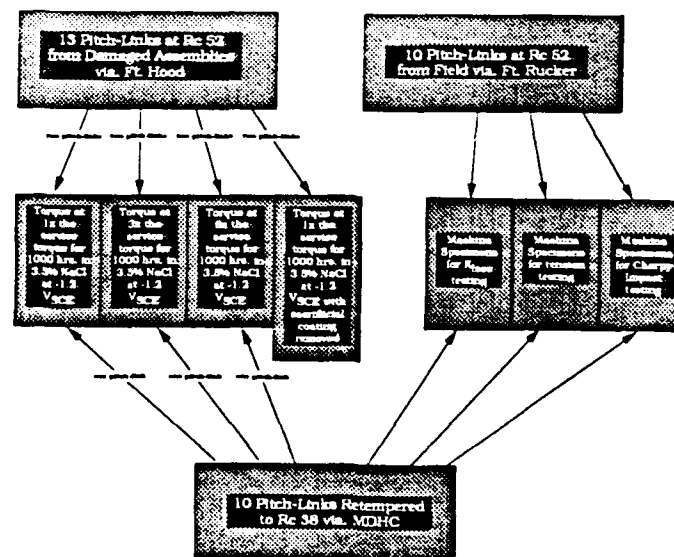 13 Pitch-Links at Rc 52
from Damaged Assemblies
via. Ft. Hood
10 Pitch-Links at Rc 52
from Field via. Ft. Rucker
Torque at
1x the
service
torque for
1000 hrs. in
3.5% NaCl
at -1.2
VSCE
Torque at
3x the
service
torque for
1000 hrs. in
3.5% NaCl
at -1.2
VSCE
Torque at
the
service
torque for
1000 hrs. in
3.5% NaCl
at -1.2
VSCE
Torque at
1x the
service
torque for
1000 hrs. in
3.5% NaCl
at -1.2
VSCE with
sacrificial
coating
removed
Machine
Specimens
for
testing
Machine
Specimens
for tension
testing
Machine
Specimens
for Charpy
Impact
Testing
10 Pitch-Links Retempered
to Rc 38 via. MDHC